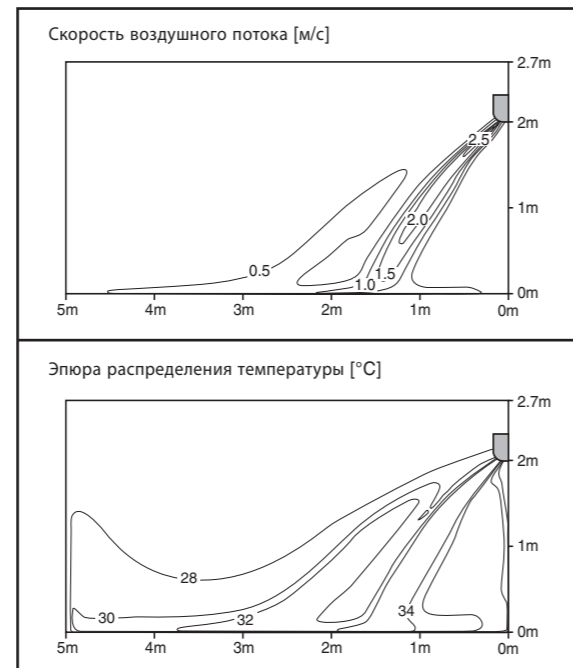 Скорость воздушного потока [м/с]
2.7m
2m
2.5
1m
2.0
0.5
1.5
1.0
0m
5m 4m 3m 2m 1m 0m
Эпюра распределения температуры [°C]
2.7m
2m
1m
28
30
32
34
0m
5m 4m 3m 2m 1m 0m